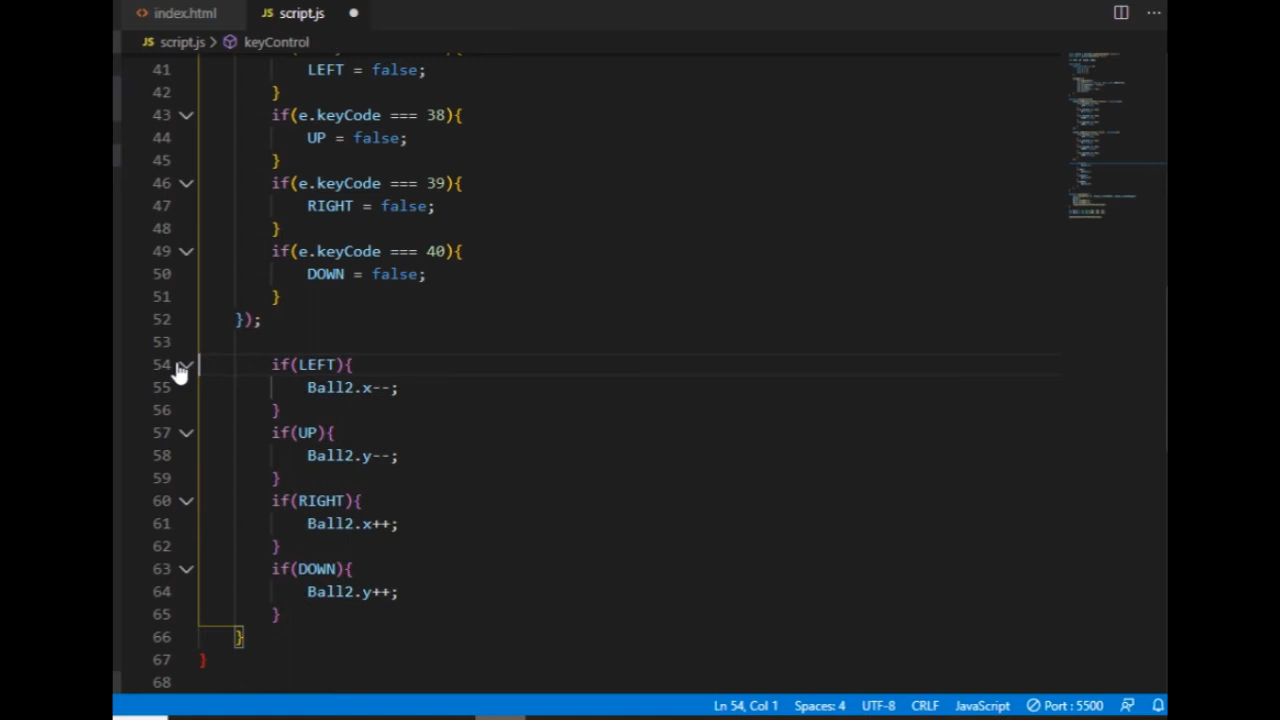 index.html JS script.js
JS script.js > keyControl
41 LEFT = false;
42 }
43 if(e.keyCode === 38){
44 UP = false;
45 }
46 if(e.keyCode === 39){
47 RIGHT = false;
48 }
49 if(e.keyCode === 40){
50 DOWN = false;
51 }
52 });
53
54 if(LEFT){
55 Ball2.x--;
56 }
57 if(UP){
58 Ball2.y--;
59 }
60 if(RIGHT){
61 Ball2.x++;
62 }
63 if(DOWN){
64 Ball2.y++;
65 }
66 }
67 }
68
Ln 54, Col 1 Spaces: 4 UTF-8 CRLF JavaScript Port : 5500